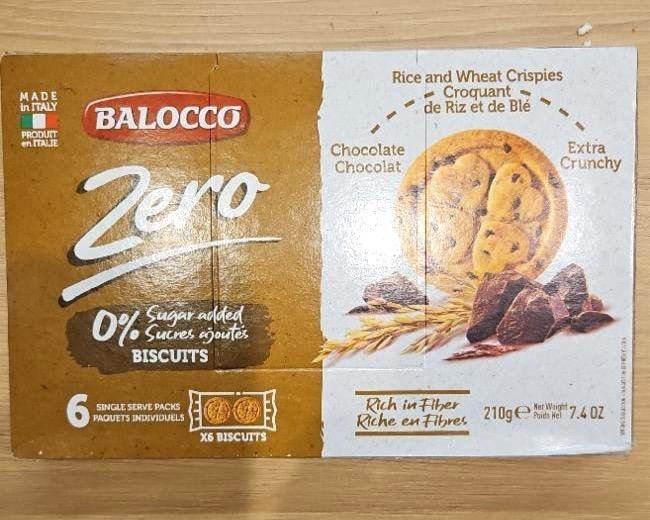 MADE
in ITALY
PRODUIT
en ITALIE
BALOCCO
Zero
0% Sugar added
Sucres ajoutés
BISCUITS
6 SINGLE SERVE PACKS
PAQUETS INDIVIDUELS
X6 BISCUITS
Rice and Wheat Crispies
Croquant
de Riz et de Blé
Chocolate
Chocolat
Extra
Crunchy
Rich in Fiber
Riche en Fibres
210g e Net Weight
Poids Net 7.4 OZ